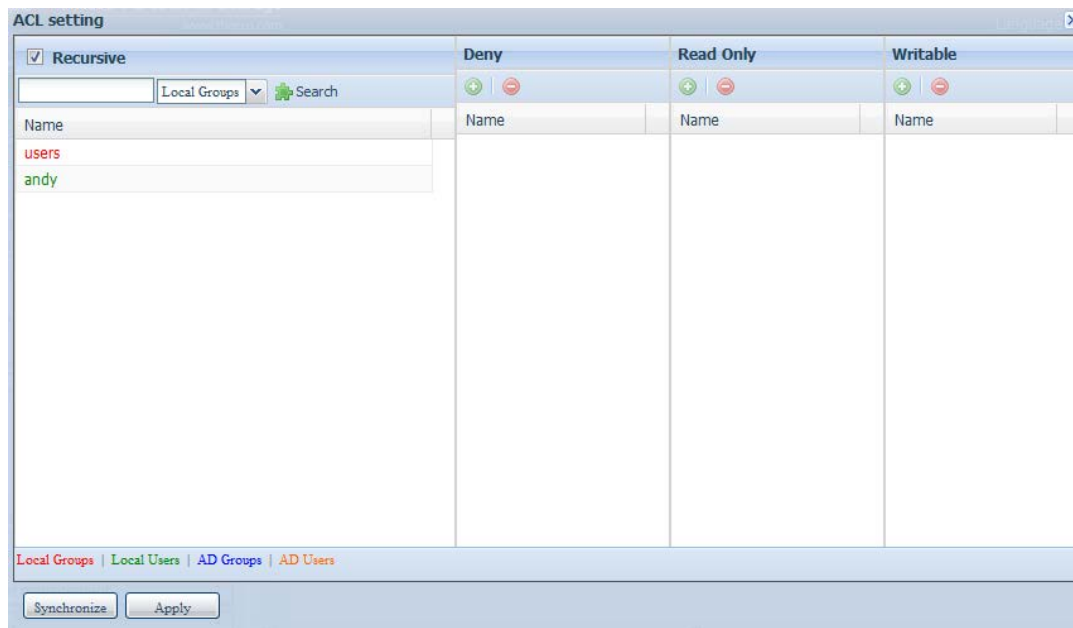 ACL setting
Recursive
Deny
Read Only
Writable
Local Groups
Search
Name
Name
Name
Name
users
andy
Local Groups | Local Users | AD Groups | AD Users
Synchronize
Apply